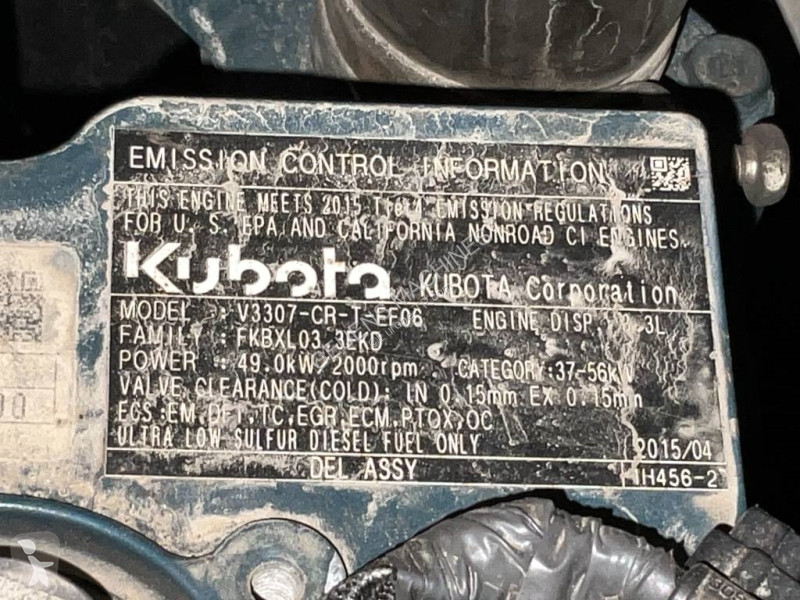 EMISSION CONTROL INFORMATION
THIS ENGINE MEETS 2015 Tier 4 EMISSION REGULATIONS
FOR U. S. EPA AND CALIFORNIA NONROAD CI ENGINES.
Kubota KUBOTA Corporation
MODEL : V3307-CR-T-EF06 ENGINE DISP. 3.3L
FAMILY : FKBXL03.3EKD
POWER : 49.0kW/2000rpm CATEGORY:37-56kW
VALVE CLEARANCE(COLD): IN 0.15mm EX 0.15mm
ECS:EM,DFI,TC,EGR,ECM,PTOX,OC
ULTRA LOW SULFUR DIESEL FUEL ONLY 2015/04
DEL ASSY 1H456-2